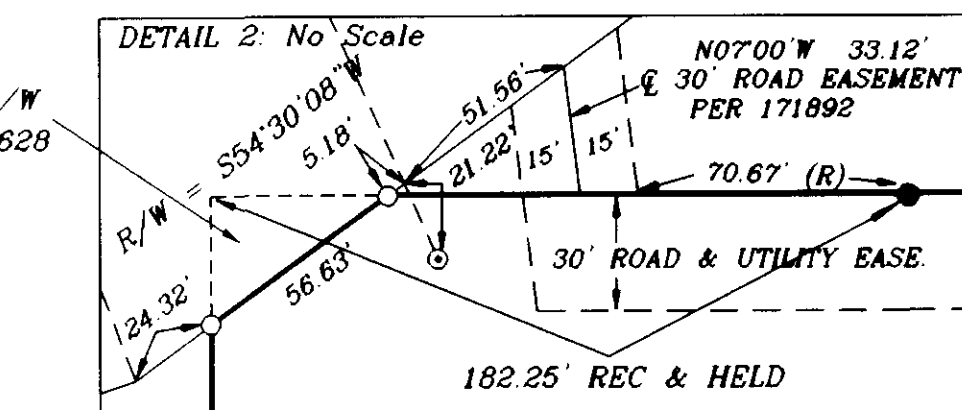 DETAIL 2: No Scale
N07°00'W 33.12'
℄ 30' ROAD EASEMENT
PER 171892
/W
628
R/W = S54°30'08"W
5.18'
51.56'
21.22'
15'
15'
70.67' (R)
56.63'
24.32'
30' ROAD & UTILITY EASE.
182.25' REC & HELD